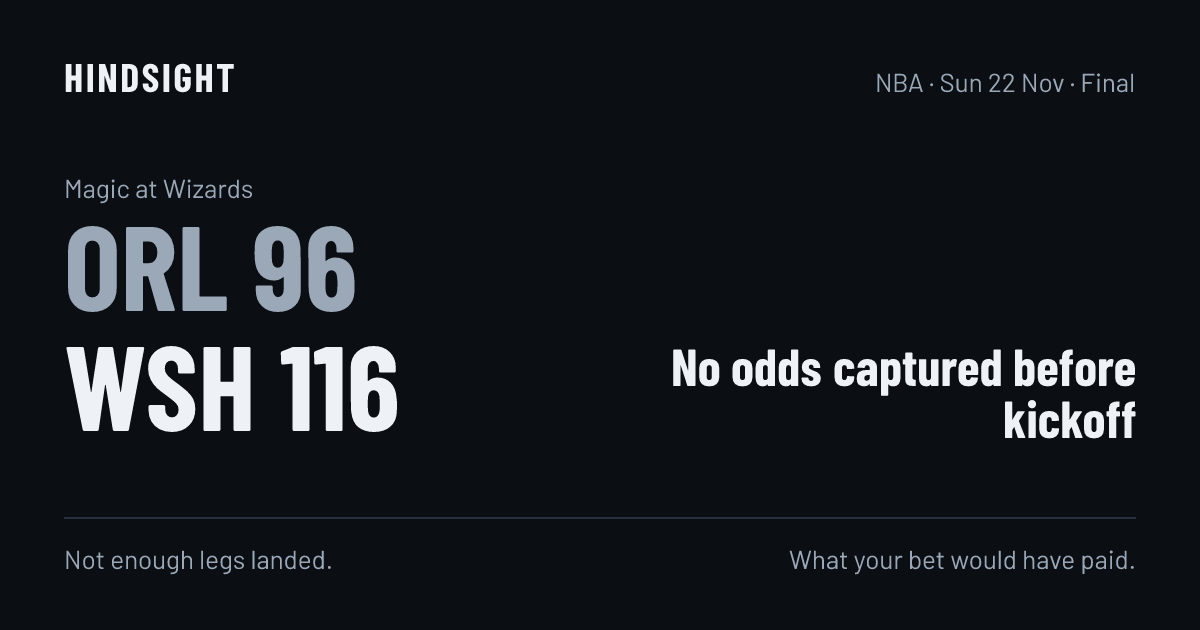 HINDSIGHT
NBA · Sun 22 Nov · Final
Magic at Wizards
ORL 96
WSH 116
No odds captured before
kickoff
Not enough legs landed.
What your bet would have paid.